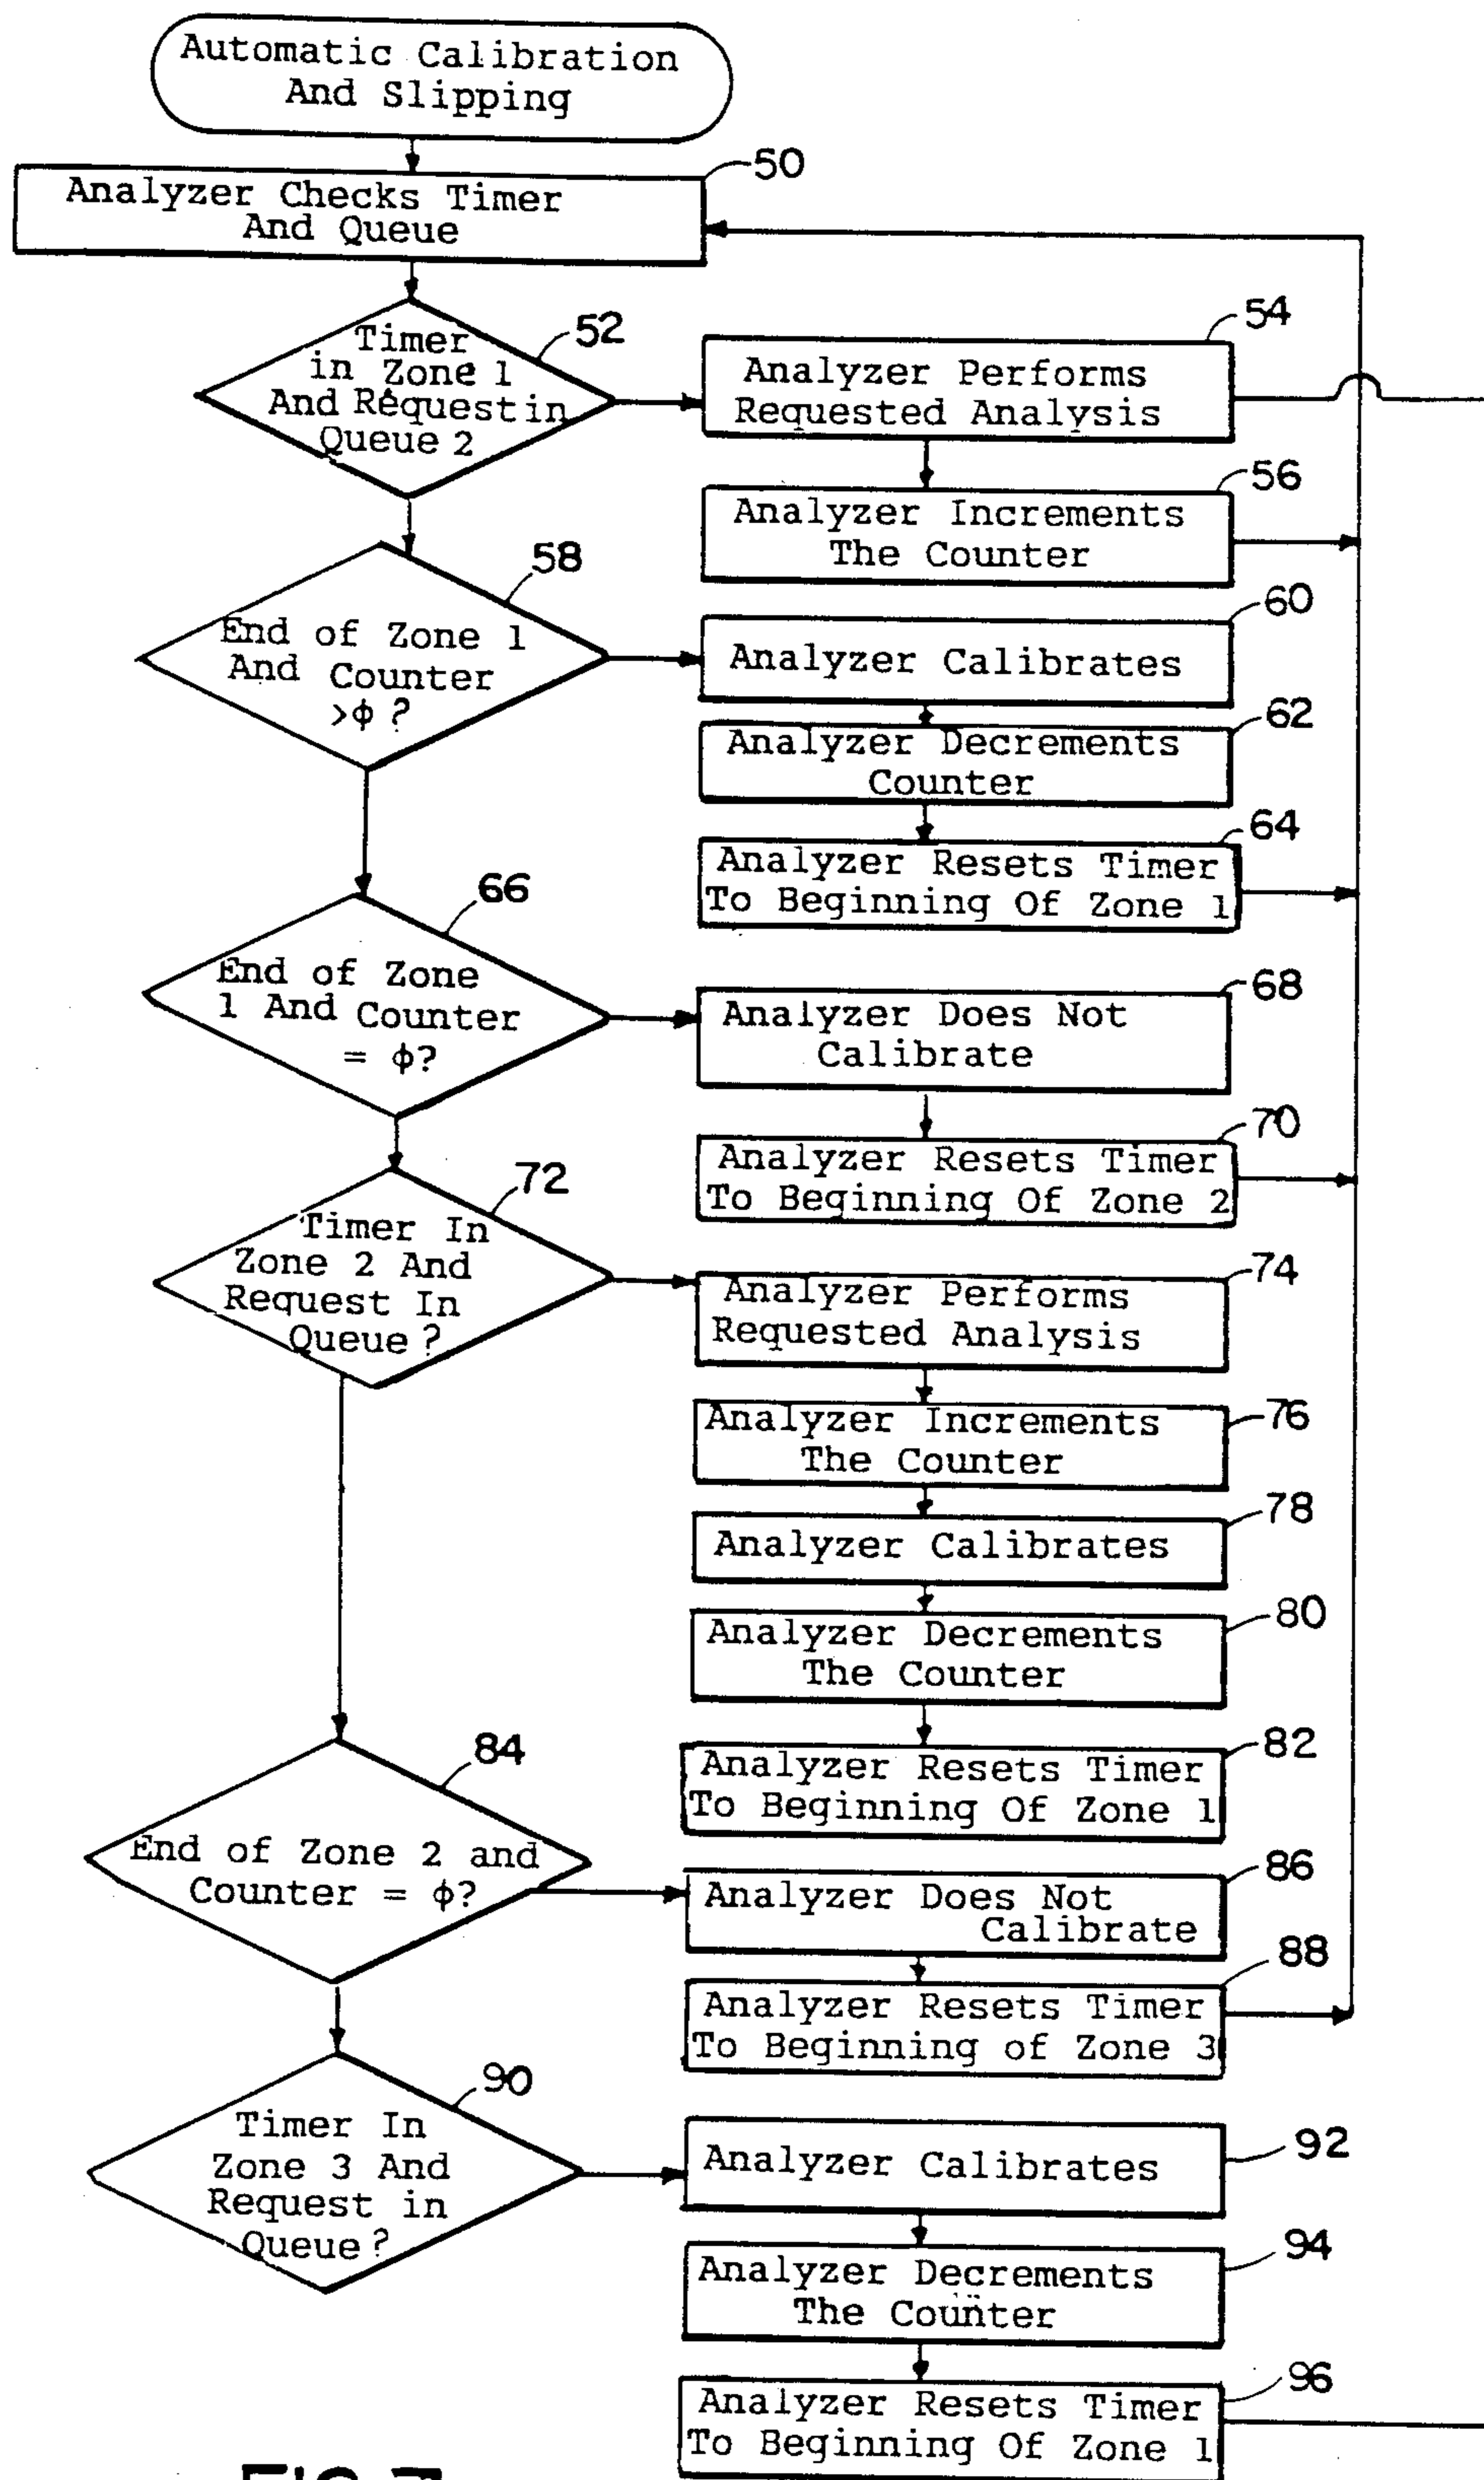 Automatic Calibration
And Slipping
50
Analyzer Checks Timer
And Queue
52
Timer
in Zone 1
And Request in
Queue 2
54
Analyzer Performs
Requested Analysis
56
Analyzer Increments
The Counter
58
End of Zone 1
And Counter
>ϕ ?
60
Analyzer Calibrates
62
Analyzer Decrements
Counter
64
Analyzer Resets Timer
To Beginning Of Zone 1
66
End of Zone
1 And Counter
= ϕ?
68
Analyzer Does Not
Calibrate
70
Analyzer Resets Timer
To Beginning Of Zone 2
72
Timer In
Zone 2 And
Request In
Queue ?
74
Analyzer Performs
Requested Analysis
76
Analyzer Increments
The Counter
78
Analyzer Calibrates
80
Analyzer Decrements
The Counter
82
Analyzer Resets Timer
To Beginning Of Zone 1
84
End of Zone 2 and
Counter = ϕ?
86
Analyzer Does Not
Calibrate
88
Analyzer Resets Timer
To Beginning of Zone 3
90
Timer In
Zone 3 And
Request in
Queue ?
92
Analyzer Calibrates
94
Analyzer Decrements
The Counter
96
Analyzer Resets Timer
To Beginning Of Zone 1